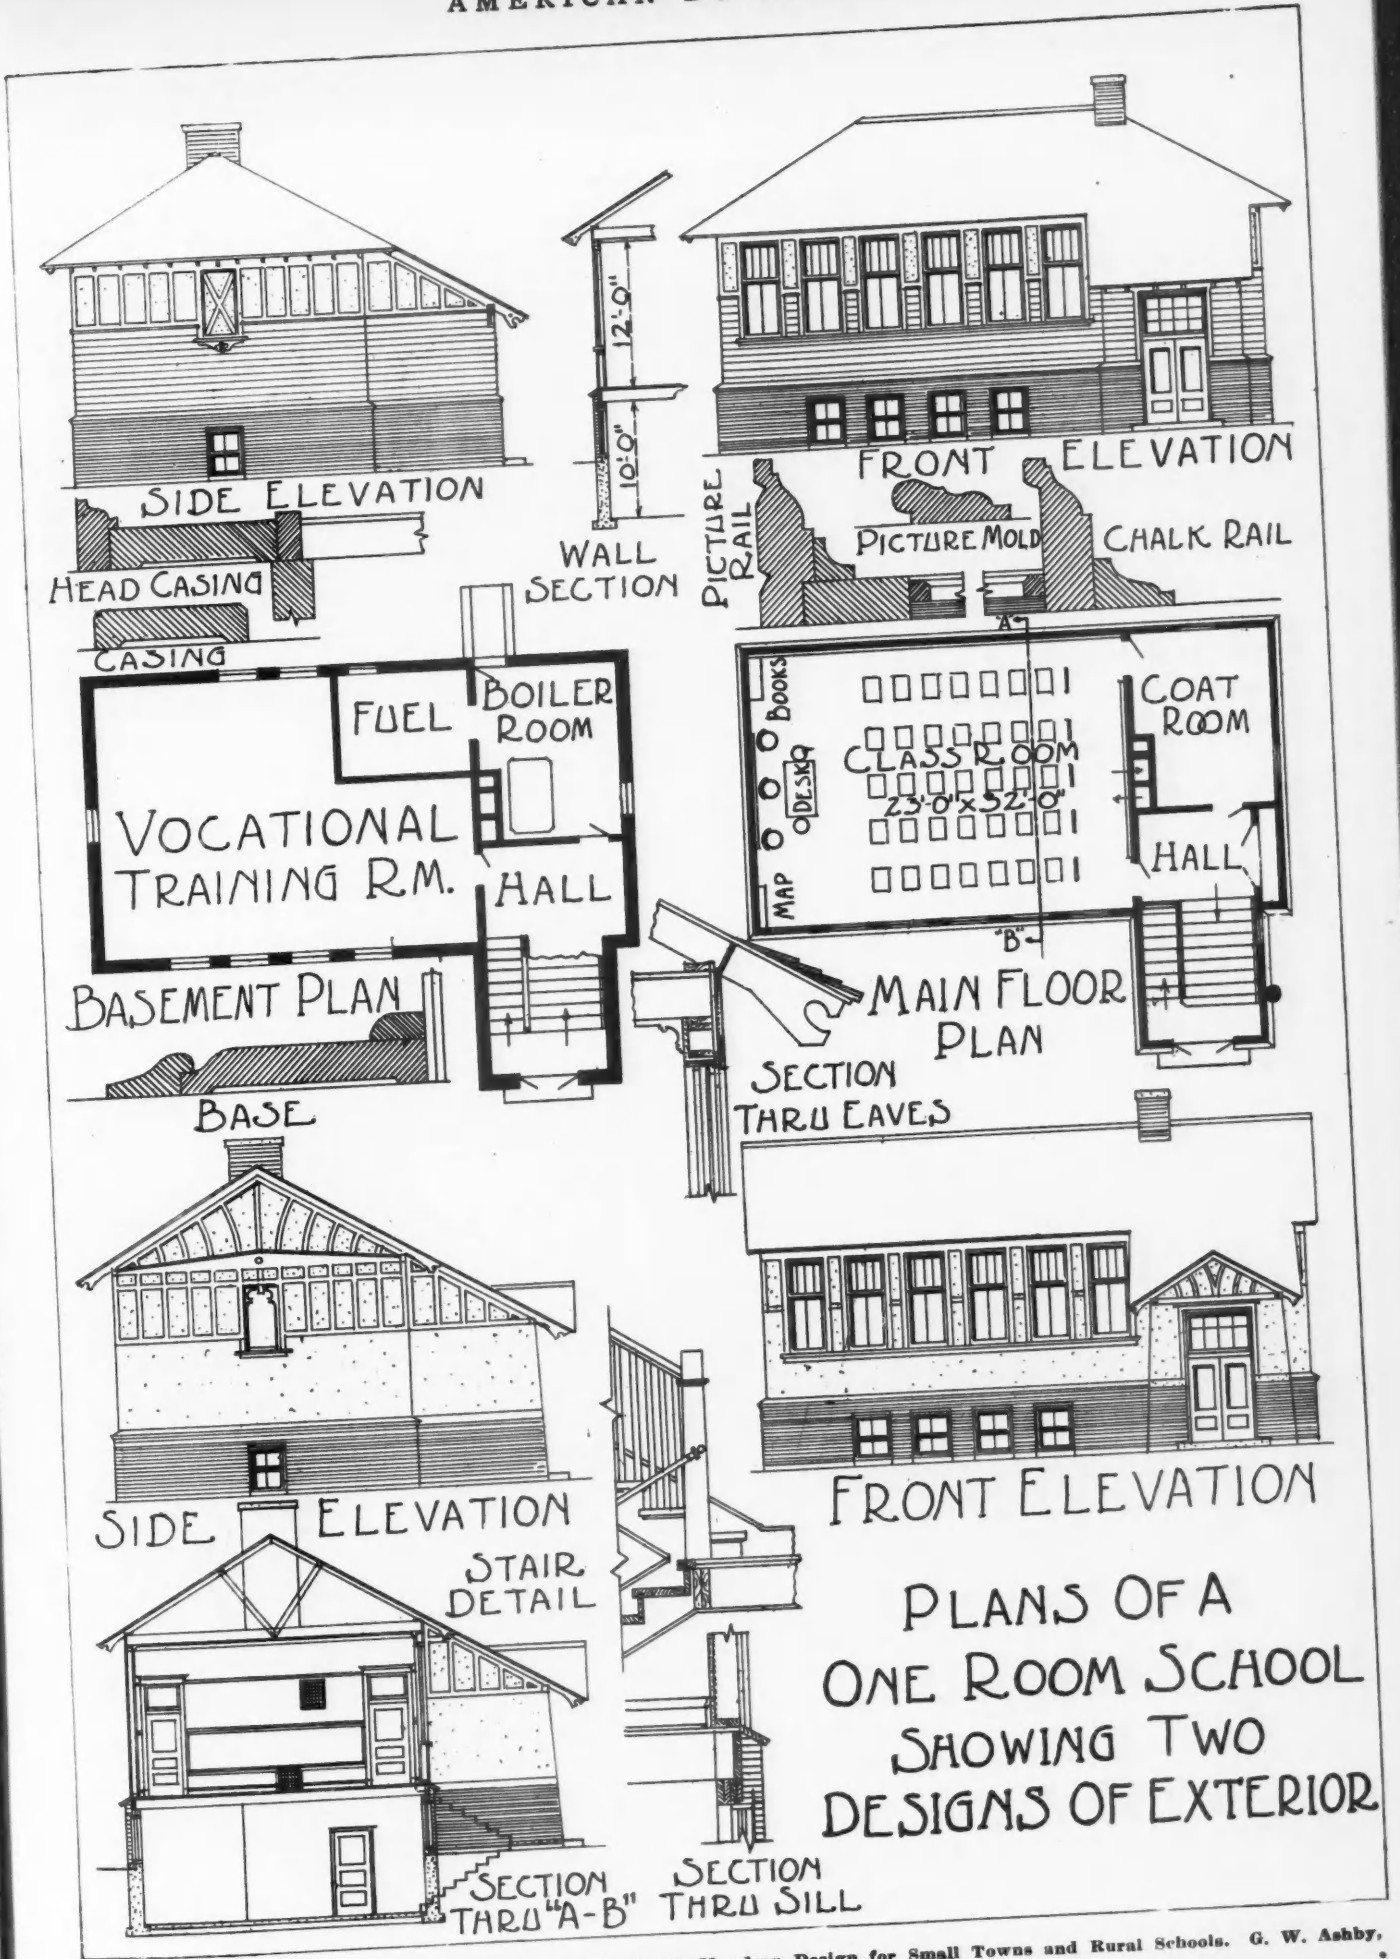 AMERICAN
SIDE ELEVATION
12'-0"
10'-0"
WALL
SECTION
FRONT ELEVATION
HEAD CASING
CASING
PICTURE
RAIL
PICTURE MOLD
CHALK RAIL
FUEL
BOILER
ROOM
VOCATIONAL
TRAINING RM.
HALL
BASEMENT PLAN
"A"
BOOKS
DESK
MAP
CLASS ROOM
23'-0" x 32'-0"
COAT
ROOM
HALL
"B"
MAIN FLOOR
PLAN
BASE
SECTION
THRU EAVES
SIDE ELEVATION
FRONT ELEVATION
STAIR
DETAIL
SECTION
THRU "A-B"
SECTION
THRU SILL
PLANS OF A
ONE ROOM SCHOOL
SHOWING TWO
DESIGNS OF EXTERIOR
Design for Small Towns and Rural Schools. G. W. Ashby,